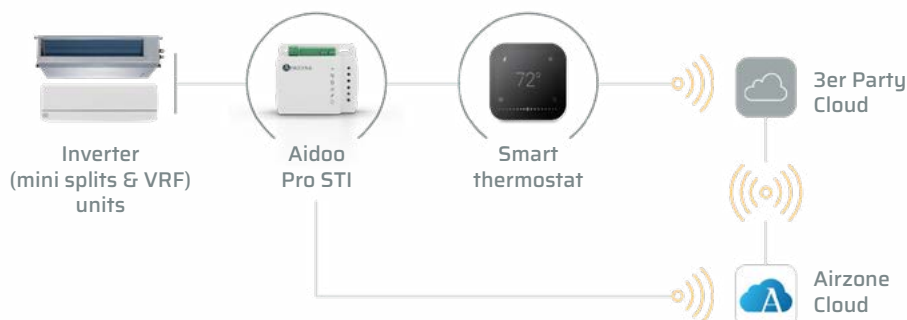 72°
3er Party
Cloud
Inverter
(mini splits & VRF)
units
Aidoo
Pro STI
Smart
thermostat
Airzone
Cloud